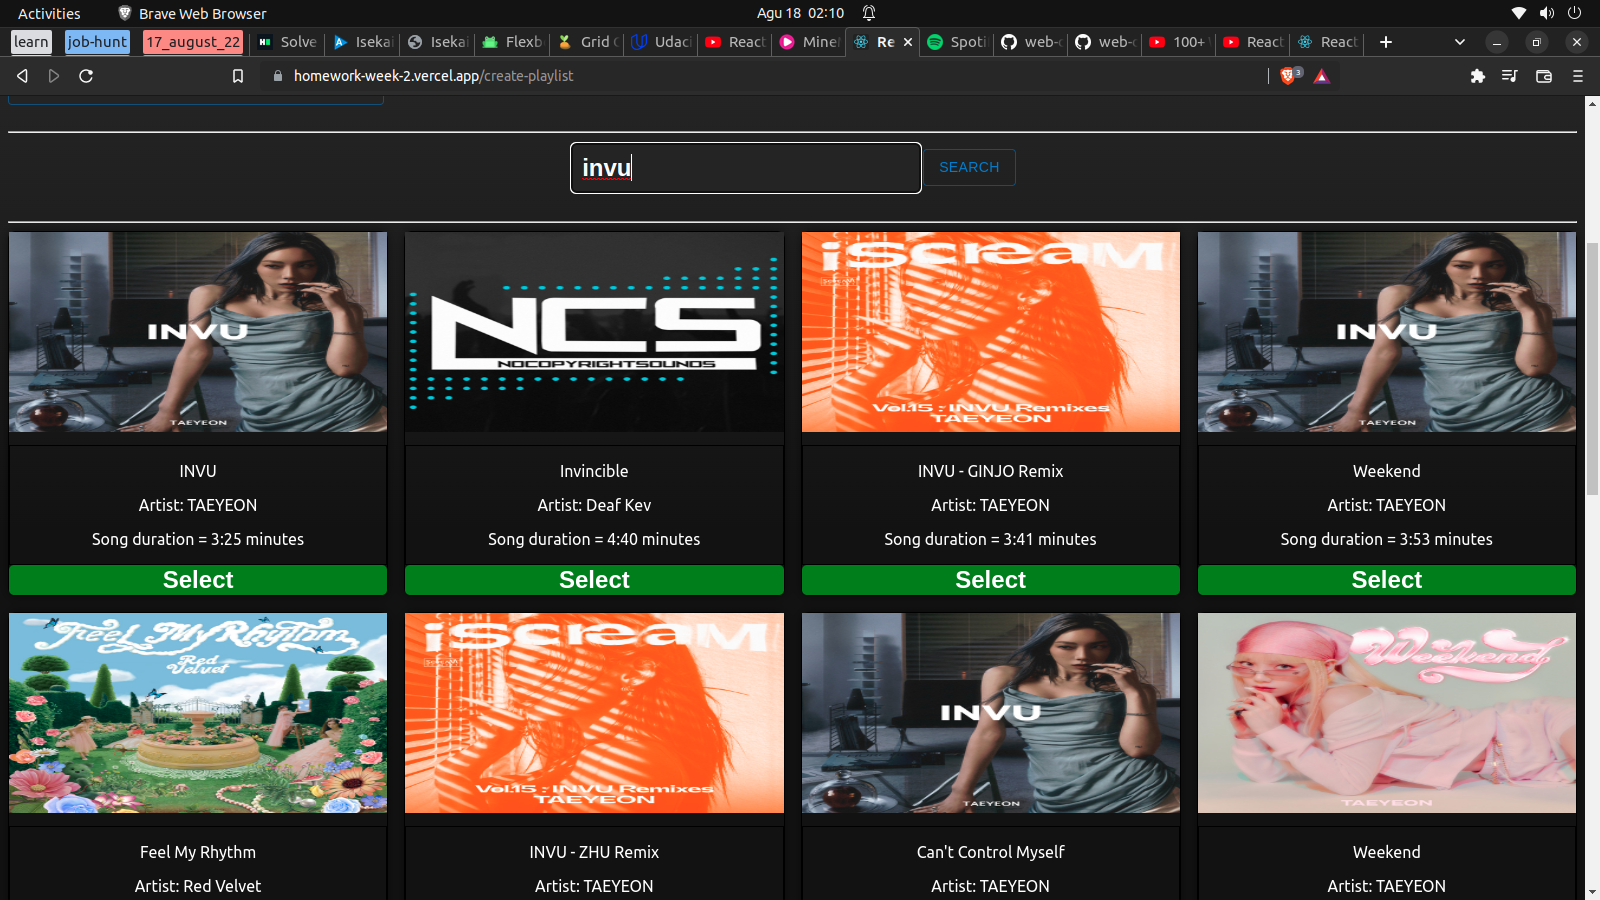 Activities Brave Web Browser Agu 18 02:10
learn job-hunt 17_august_22 Solve Isekai Isekai Flexb Grid Udaci React Minef Re Spoti web- web- 100+ React React
homework-week-2.vercel.app/create-playlist 3
invu SEARCH
INVU
TAEYEON
NCS
NOCOPYRIGHTSOUNDS
iScreaM
Vol.15 : INVU Remixes
TAEYEON
INVU
TAEYEON
INVU Invincible INVU - GINJO Remix Weekend
Artist: TAEYEON Artist: Deaf Kev Artist: TAEYEON Artist: TAEYEON
Song duration = 3:25 minutes Song duration = 4:40 minutes Song duration = 3:41 minutes Song duration = 3:53 minutes
Select Select Select Select
Feel My Rhythm
Red
Velvet
iScreaM
Vol.15 : INVU Remixes
TAEYEON
INVU
TAEYEON
Weekend
TAEYEON
Feel My Rhythm INVU - ZHU Remix Can't Control Myself Weekend
Artist: Red Velvet Artist: TAEYEON Artist: TAEYEON Artist: TAEYEON